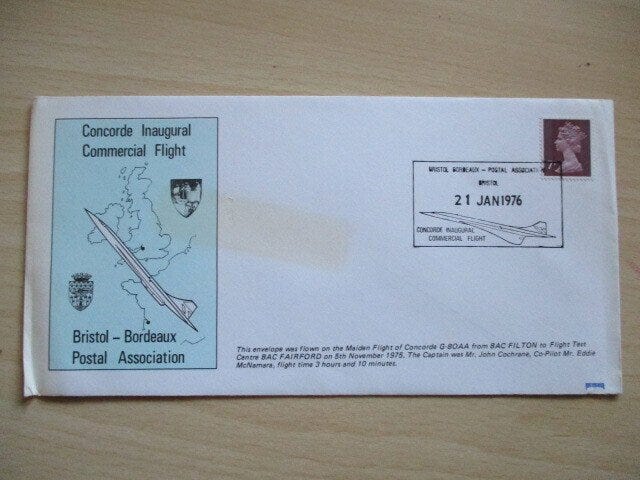 Concorde Inaugural
Commercial Flight
Bristol – Bordeaux
Postal Association
BRISTOL BORDEAUX – POSTAL ASSOCIATION
BRISTOL
21 JAN 1976
CONCORDE INAUGURAL
COMMERCIAL FLIGHT
This envelope was flown on the Maiden Flight of Concorde G-BOAA from BAC FILTON to Flight Test
Centre BAC FAIRFORD on 5th November 1975. The Captain was Mr. John Cochrane, Co-Pilot Mr. Eddie
McNamara, flight time 3 hours and 10 minutes.